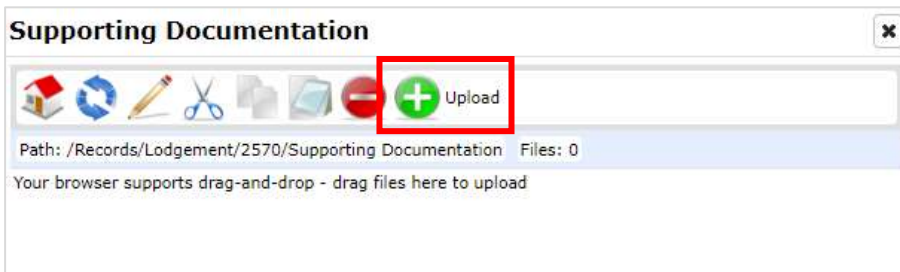 Supporting Documentation
Upload
Path: /Records/Lodgement/2570/Supporting Documentation Files: 0
Your browser supports drag-and-drop - drag files here to upload